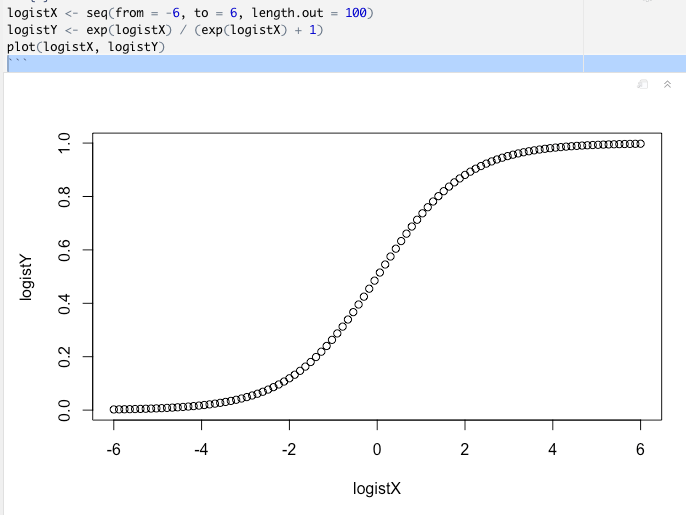 logistX <- seq(from = -6, to = 6, length.out = 100)
logistY <- exp(logistX) / (exp(logistX) + 1)
plot(logistX, logistY)
```
1.0
0.8
0.6
0.4
0.2
0.0
logistY
-6 -4 -2 0 2 4 6
logistX